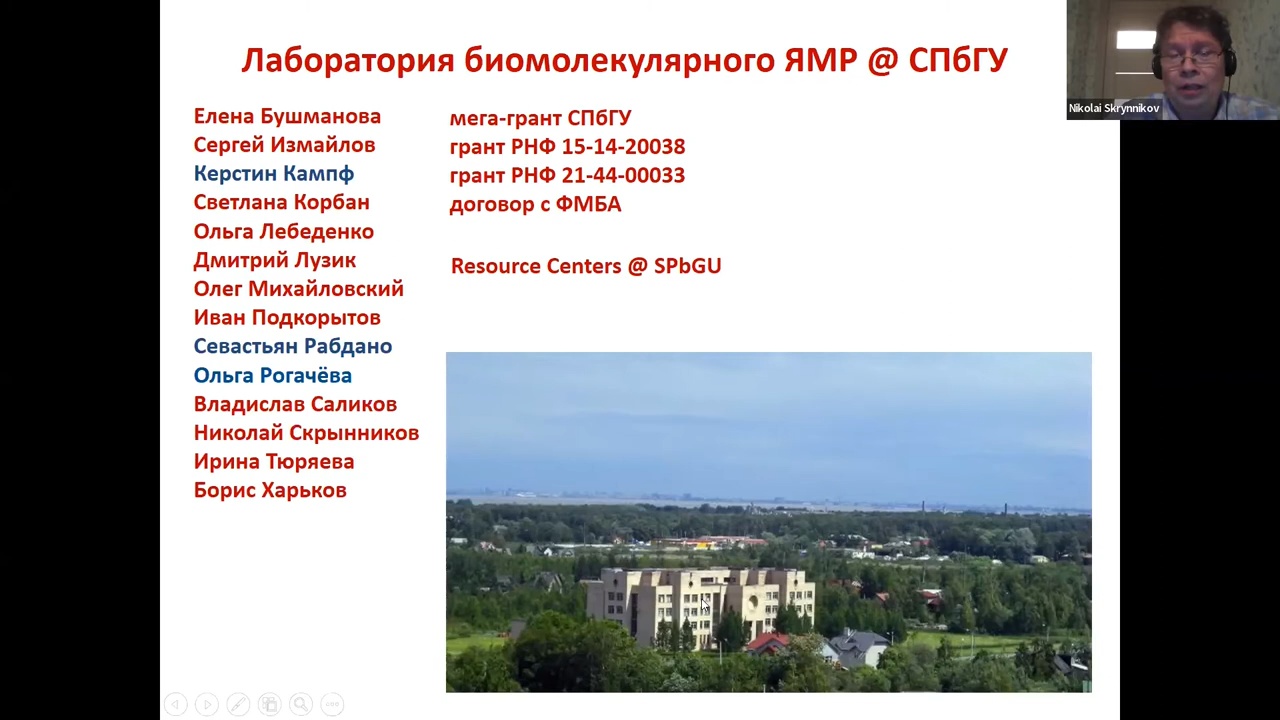 Лаборатория биомолекулярного ЯМР @ СПбГУ
Елена Бушманова
Сергей Измайлов
Керстин Кампф
Светлана Корбан
Ольга Лебеденко
Дмитрий Лузик
Олег Михайловский
Иван Подкорытов
Севастьян Рабдано
Ольга Рогачёва
Владислав Саликов
Николай Скрынников
Ирина Тюряева
Борис Харьков
мега-грант СПбГУ
грант РНФ 15-14-20038
грант РНФ 21-44-00033
договор с ФМБА
Resource Centers @ SPbGU
Nikolai Skrynnikov